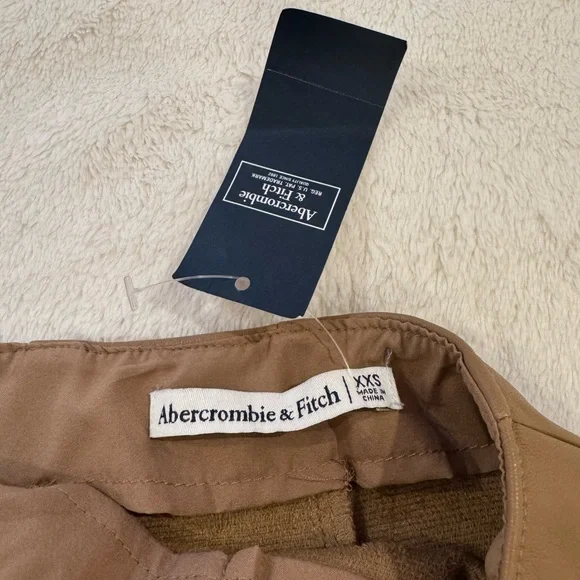 Abercrombie
& Fitch
REG. U.S. PAT. TRADEMARK
QUALITY SINCE 1892
Abercrombie & Fitch
XXS
MADE IN
CHINA